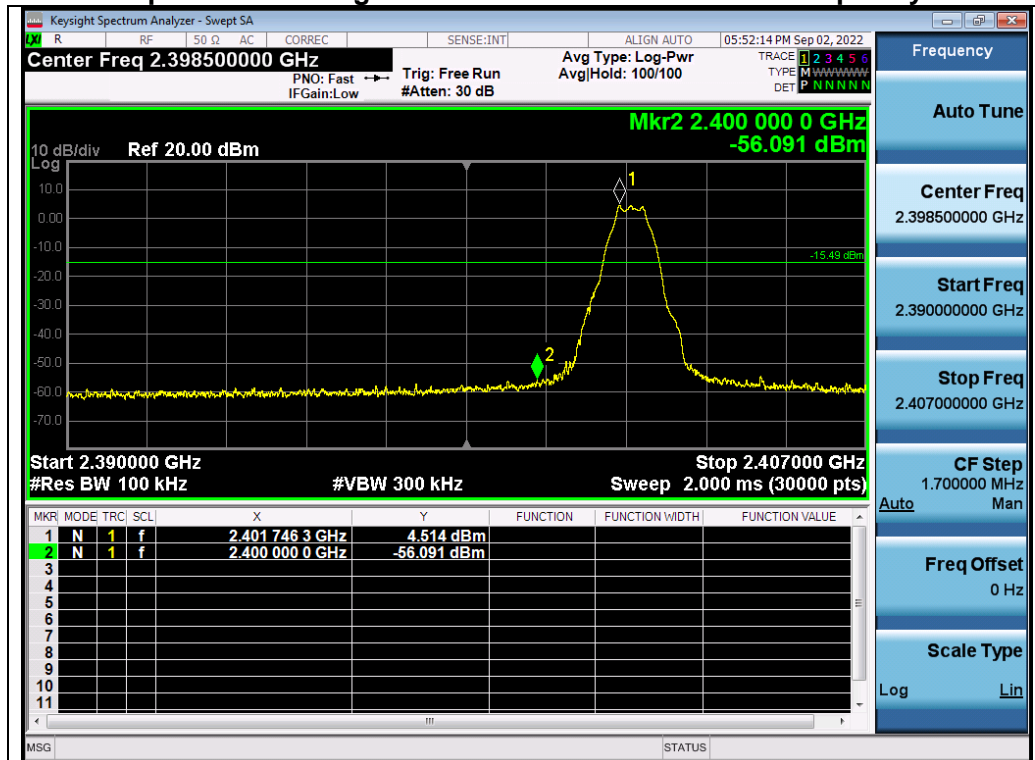 Keysight Spectrum Analyzer - Swept SA
LXI R RF 50 Ω AC CORREC SENSE:INT ALIGN AUTO 05:52:14 PM Sep 02, 2022
Center Freq 2.398500000 GHz
PNO: Fast
IFGain:Low
Trig: Free Run
#Atten: 30 dB
Avg Type: Log-Pwr
Avg|Hold: 100/100
TRACE 1 2 3 4 5 6
TYPE M WWWWW
DET P N N N N N
Mkr2 2.400 000 0 GHz
-56.091 dBm
10 dB/div Ref 20.00 dBm
Log
10.0
0.00
-10.0
-20.0
-30.0
-40.0
-50.0
-60.0
-70.0
1
-15.49 dBm
2
Start 2.390000 GHz Stop 2.407000 GHz
#Res BW 100 kHz #VBW 300 kHz Sweep 2.000 ms (30000 pts)
MKR MODE TRC SCL X Y FUNCTION FUNCTION WIDTH FUNCTION VALUE
1 N 1 f 2.401 746 3 GHz 4.514 dBm
2 N 1 f 2.400 000 0 GHz -56.091 dBm
3
4
5
6
7
8
9
10
11
MSG STATUS
Frequency
Auto Tune
Center Freq
2.398500000 GHz
Start Freq
2.390000000 GHz
Stop Freq
2.407000000 GHz
CF Step
1.700000 MHz
Auto Man
Freq Offset
0 Hz
Scale Type
Log Lin